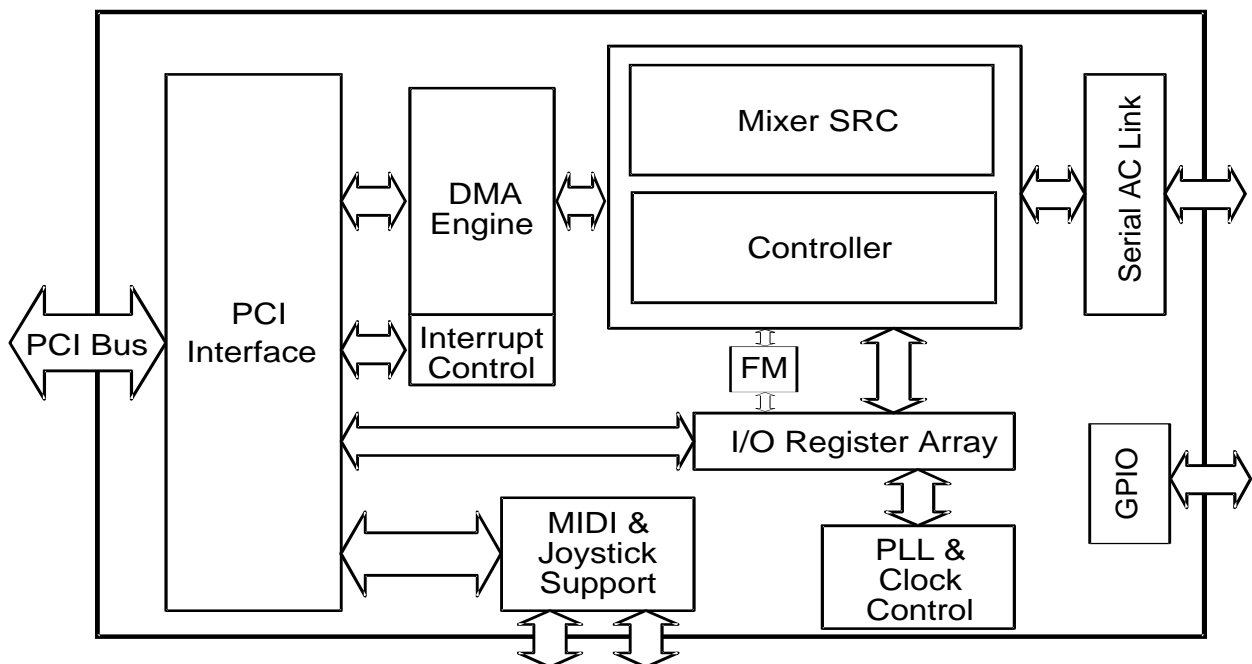 PCI Bus
PCI
Interface
DMA
Engine
Interrupt
Control
Mixer SRC
Controller
Serial AC Link
FM
I/O Register Array
GPIO
MIDI &
Joystick
Support
PLL &
Clock
Control